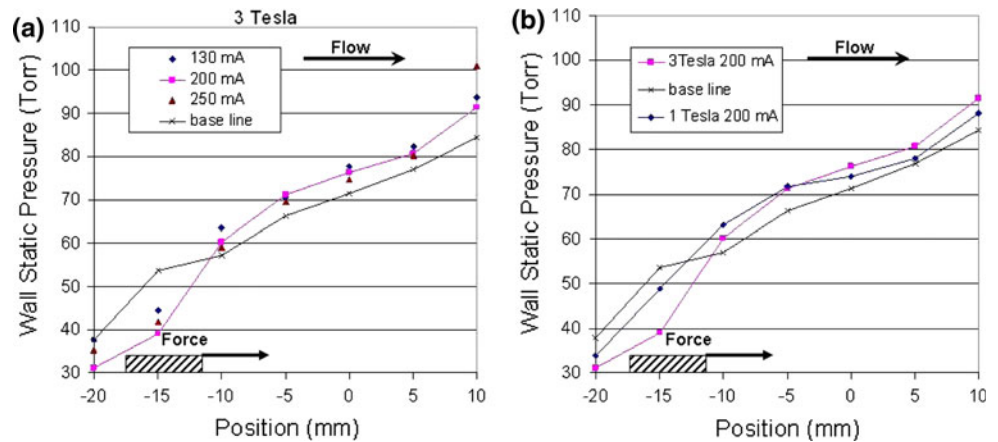 (a)
3 Tesla
Wall Static Pressure (Torr)
110
100
90
80
70
60
50
40
30
130 mA
200 mA
250 mA
base line
Flow
Force
-20 -15 -10 -5 0 5 10
Position (mm)
(b)
Wall Static Pressure (Torr)
110
100
90
80
70
60
50
40
30
3Tesla 200 mA
base line
1 Tesla 200 mA
Flow
Force
-20 -15 -10 -5 0 5 10
Position (mm)